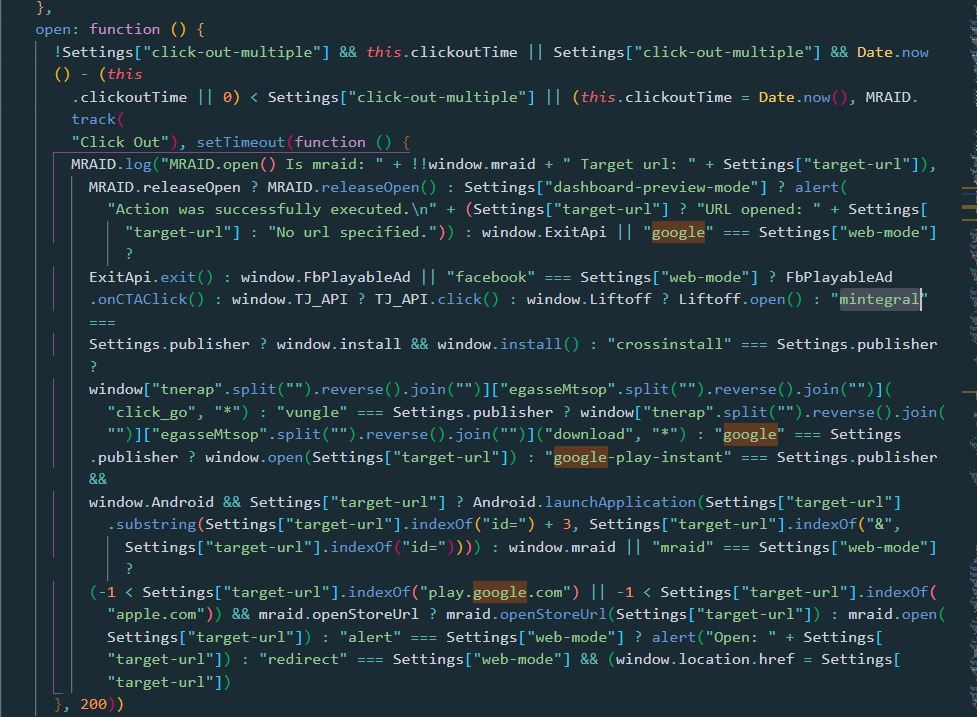 },
open: function () {
!Settings["click-out-multiple"] && this.clickoutTime || Settings["click-out-multiple"] && Date.now
() - (this
.clickoutTime || 0) < Settings["click-out-multiple"] || (this.clickoutTime = Date.now(), MRAID.
track(
"Click Out"), setTimeout(function () {
MRAID.log("MRAID.open() Is mraid: " + !!window.mraid + " Target url: " + Settings["target-url"]),
MRAID.releaseOpen ? MRAID.releaseOpen() : Settings["dashboard-preview-mode"] ? alert(
"Action was successfully executed.\n" + (Settings["target-url"] ? "URL opened: " + Settings[
"target-url"] : "No url specified.")) : window.ExitApi || "google" === Settings["web-mode"]
?
ExitApi.exit() : window.FbPlayableAd || "facebook" === Settings["web-mode"] ? FbPlayableAd
.onCTAClick() : window.TJ_API ? TJ_API.click() : window.Liftoff ? Liftoff.open() : "mintegral"
===
Settings.publisher ? window.install && window.install() : "crossinstall" === Settings.publisher
?
window["tnerap".split("").reverse().join("")]["egasseMtsop".split("").reverse().join("")](
"click_go", "*") : "vungle" === Settings.publisher ? window["tnerap".split("").reverse().join(
"")]["egasseMtsop".split("").reverse().join("")]("download", "*") : "google" === Settings
.publisher ? window.open(Settings["target-url"]) : "google-play-instant" === Settings.publisher
&&
window.Android && Settings["target-url"] ? Android.launchApplication(Settings["target-url"]
.substring(Settings["target-url"].indexOf("id=") + 3, Settings["target-url"].indexOf("&",
Settings["target-url"].indexOf("id=")))) : window.mraid || "mraid" === Settings["web-mode"]
?
(-1 < Settings["target-url"].indexOf("play.google.com") || -1 < Settings["target-url"].indexOf(
"apple.com")) && mraid.openStoreUrl ? mraid.openStoreUrl(Settings["target-url"]) : mraid.open(
Settings["target-url"]) : "alert" === Settings["web-mode"] ? alert("Open: " + Settings[
"target-url"]) : "redirect" === Settings["web-mode"] && (window.location.href = Settings[
"target-url"])
}, 200))